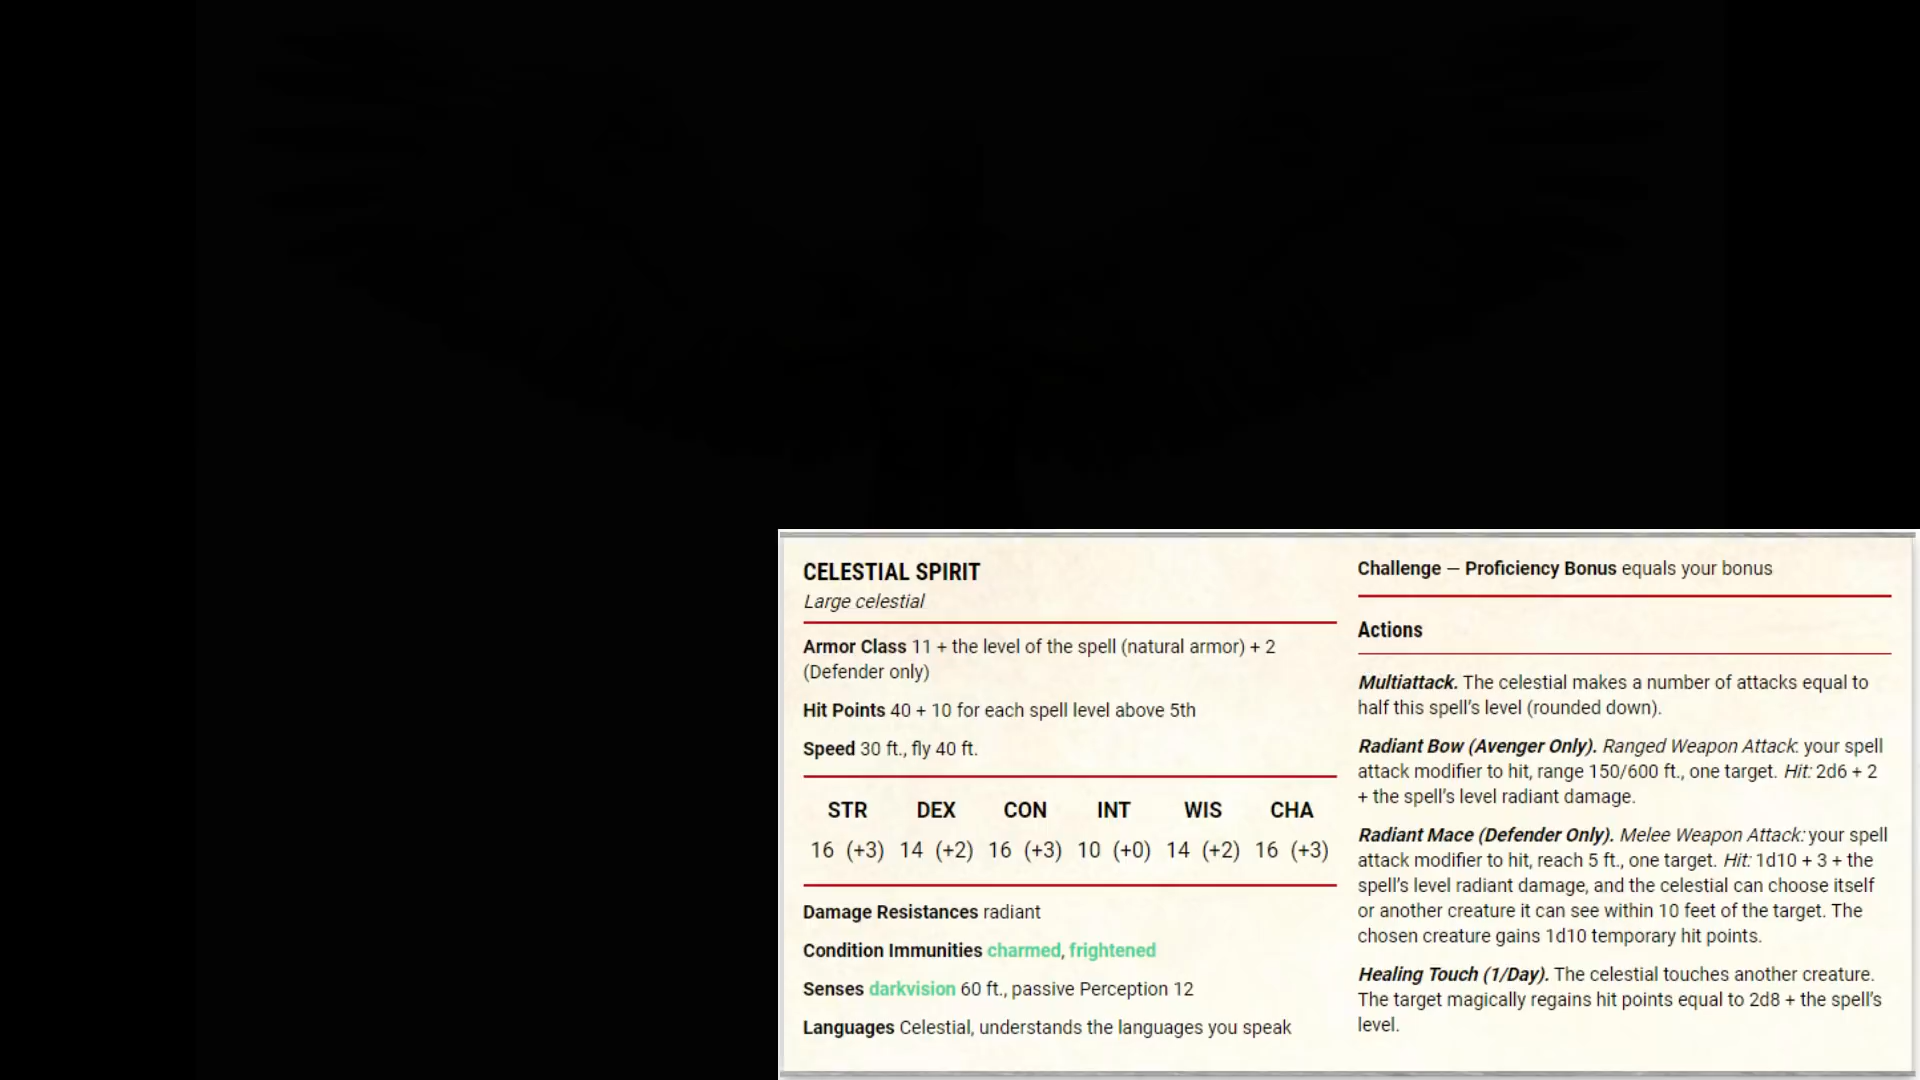 CELESTIAL SPIRIT
Large celestial
Armor Class 11 + the level of the spell (natural armor) + 2
(Defender only)
Hit Points 40 + 10 for each spell level above 5th
Speed 30 ft., fly 40 ft.
STR DEX CON INT WIS CHA
16 (+3) 14 (+2) 16 (+3) 10 (+0) 14 (+2) 16 (+3)
Damage Resistances radiant
Condition Immunities charmed, frightened
Senses darkvision 60 ft., passive Perception 12
Languages Celestial, understands the languages you speak
Challenge — Proficiency Bonus equals your bonus
Actions
Multiattack. The celestial makes a number of attacks equal to
half this spell's level (rounded down).
Radiant Bow (Avenger Only). Ranged Weapon Attack: your spell
attack modifier to hit, range 150/600 ft., one target. Hit: 2d6 + 2
+ the spell's level radiant damage.
Radiant Mace (Defender Only). Melee Weapon Attack: your spell
attack modifier to hit, reach 5 ft., one target. Hit: 1d10 + 3 + the
spell's level radiant damage, and the celestial can choose itself
or another creature it can see within 10 feet of the target. The
chosen creature gains 1d10 temporary hit points.
Healing Touch (1/Day). The celestial touches another creature.
The target magically regains hit points equal to 2d8 + the spell's
level.